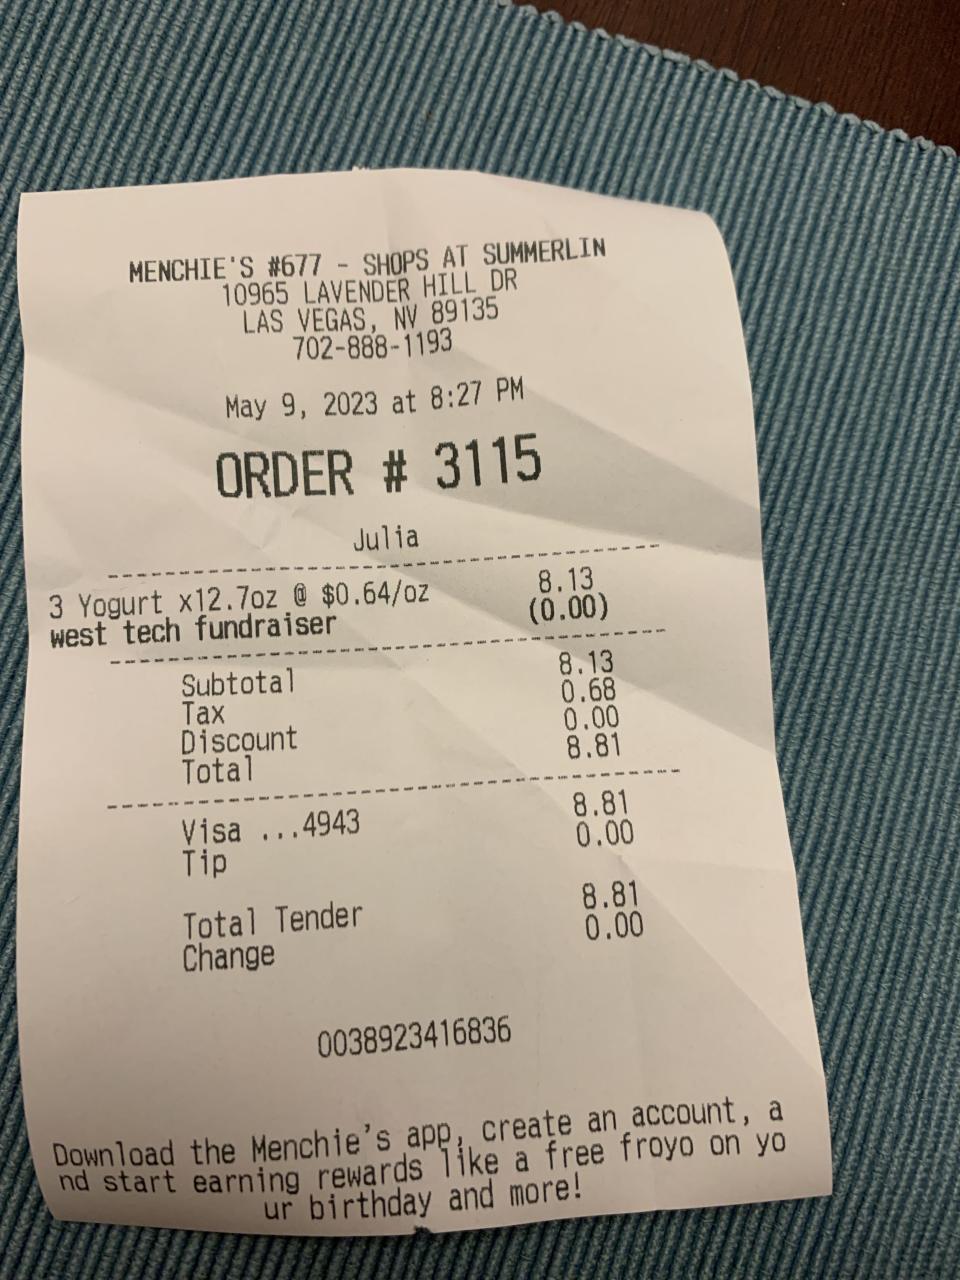 MENCHIE'S #677 - SHOPS AT SUMMERLIN
10965 LAVENDER HILL DR
LAS VEGAS, NV 89135
702-888-1193
May 9, 2023 at 8:27 PM
ORDER # 3115
Julia
3 Yogurt x12.7oz @ $0.64/oz 8.13
west tech fundraiser (0.00)
Subtotal 8.13
Tax 0.68
Discount 0.00
Total 8.81
Visa ...4943 8.81
Tip 0.00
Total Tender 8.81
Change 0.00
0038923416836
Download the Menchie's app, create an account, a
nd start earning rewards like a free froyo on yo
ur birthday and more!